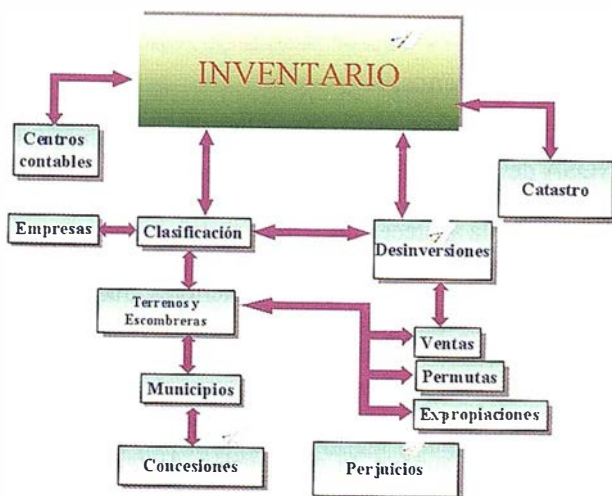 INVENTARIO
Centros
contables
Catastro
Empresas
Clasificación
Desinversiones
Terrenos y
Escombreras
Ventas
Permutas
Municipios
Expropiaciones
Concesiones
Perjuicios